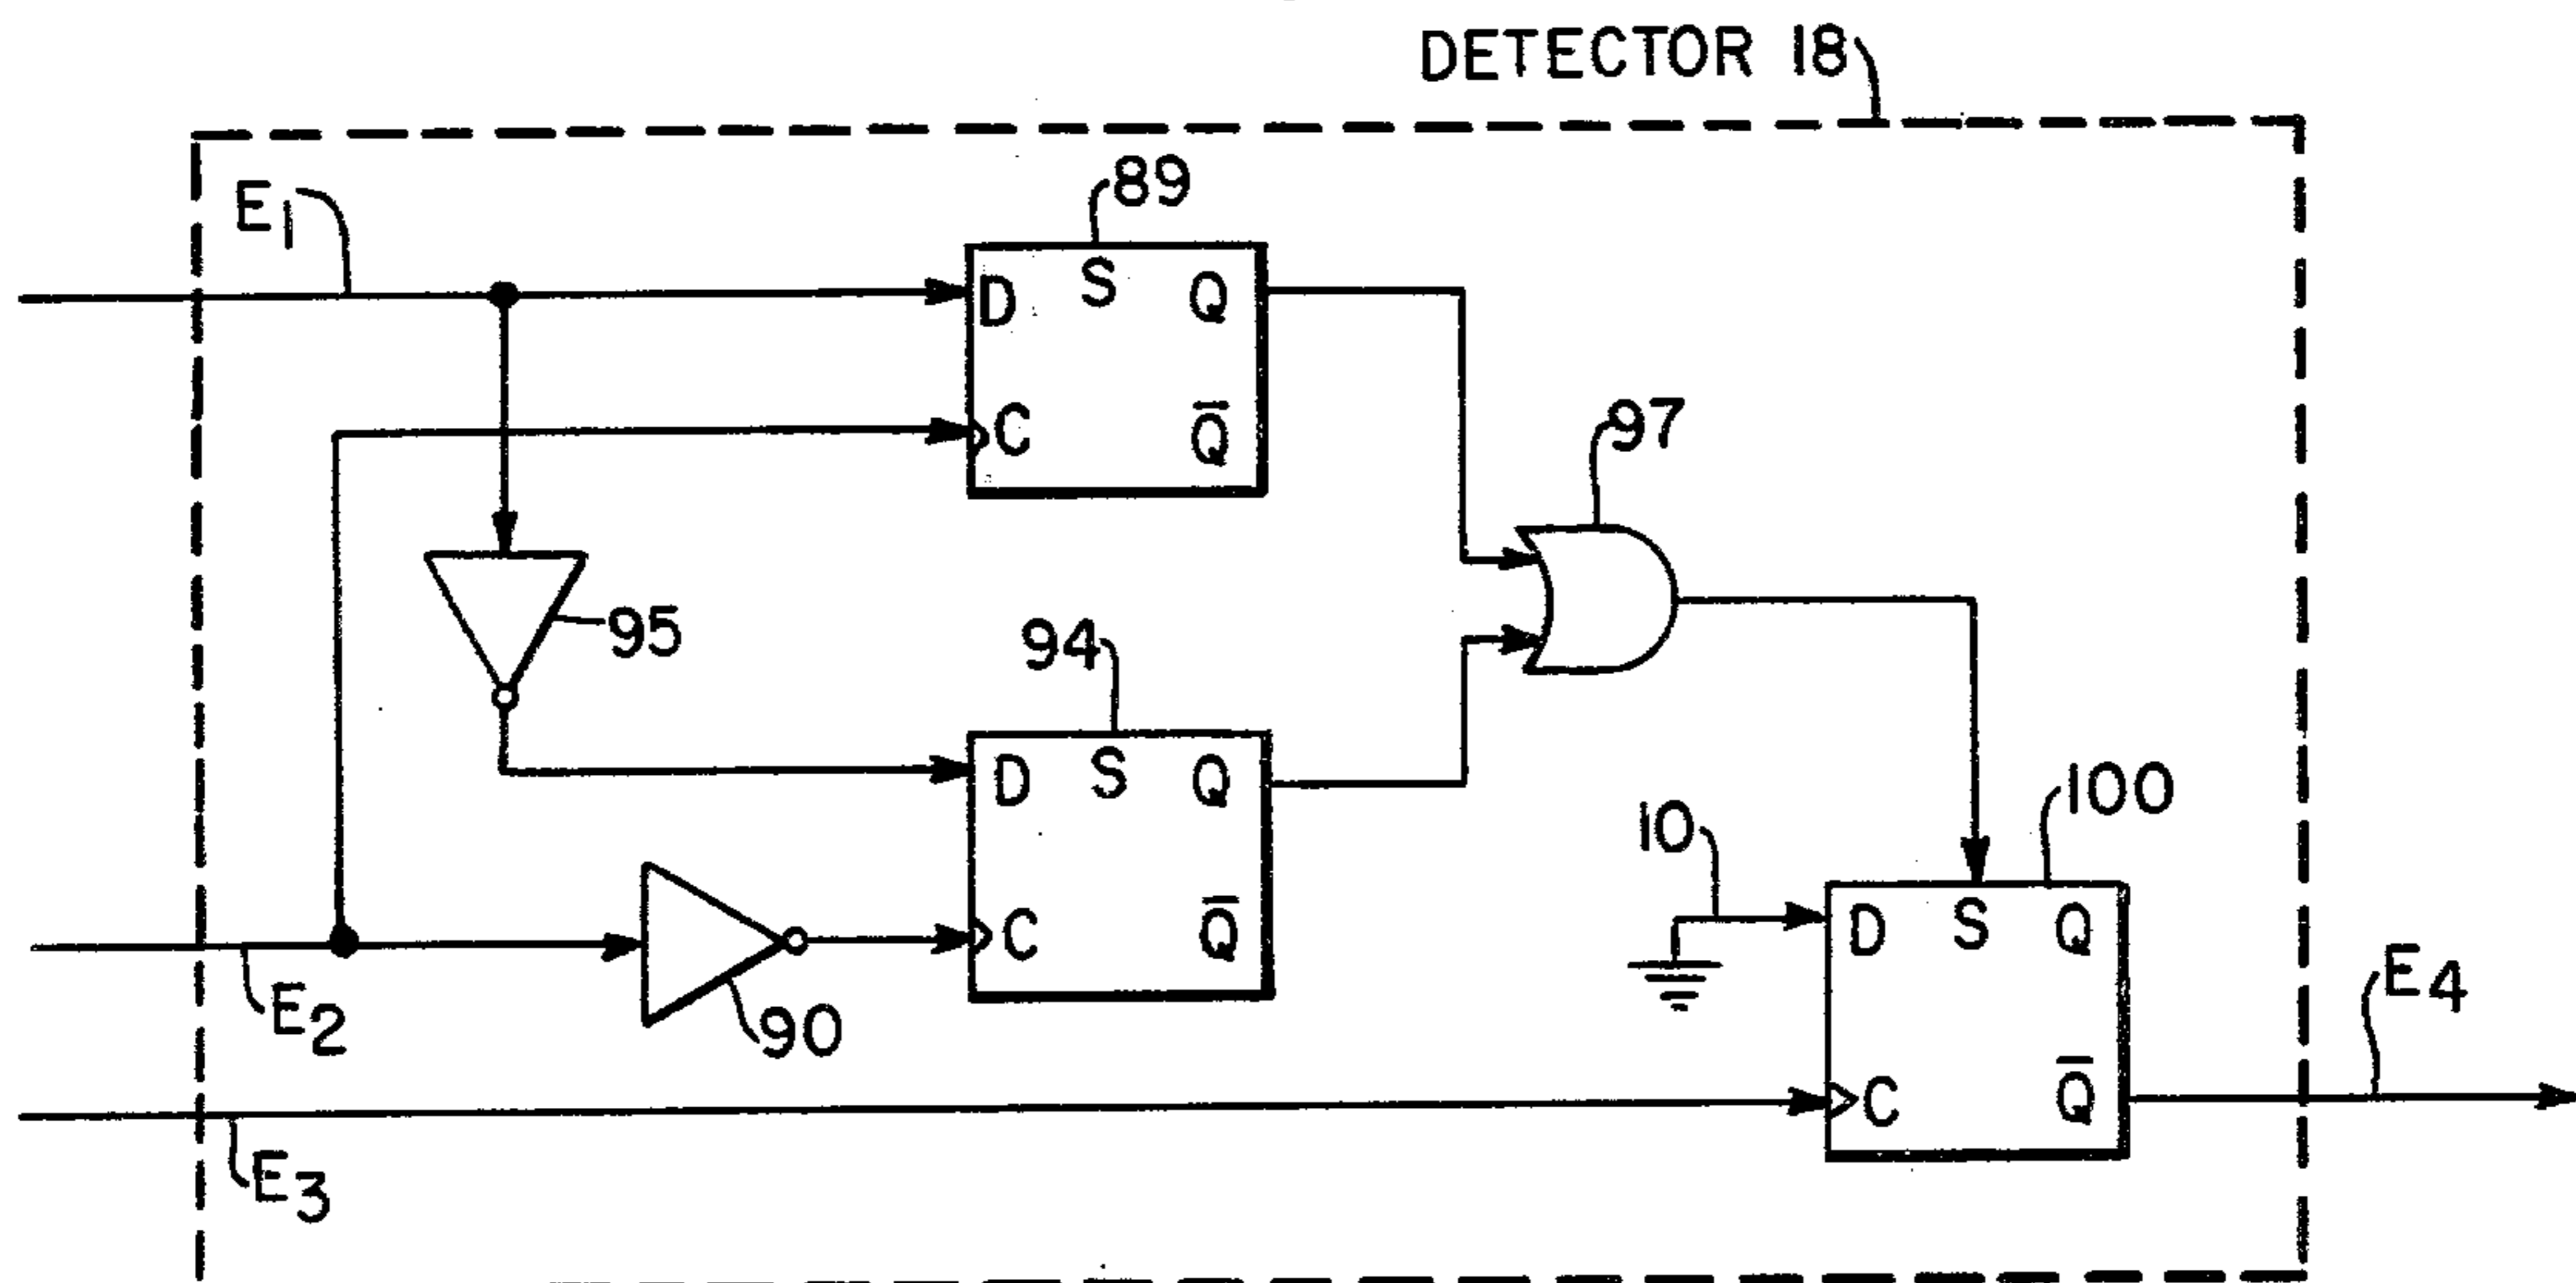 DETECTOR 18
E1
89
D S Q
C Q̅
97
95
94
D S Q
C Q̅
90
10
100
D S Q
C Q̅
E2
E3
E4